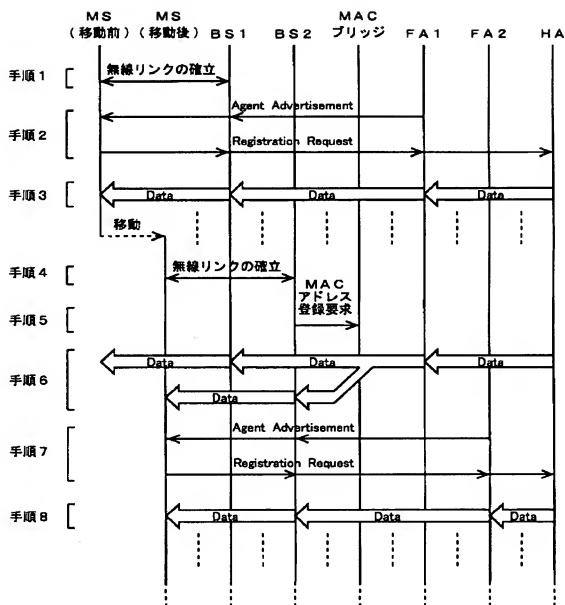 MS MS MAC
(移動前) (移動後) BS1 BS2 ブリッジ FA1 FA2 HA
手順1 無線リンクの確立
Agent Advertisement
手順2
Registration Request
手順3 Data Data Data
移動
手順4 無線リンクの確立
MAC
手順5 アドレス
登録要求
Data Data Data
手順6
Data
Agent Advertisement
手順7
Registration Request
手順8 Data Data Data